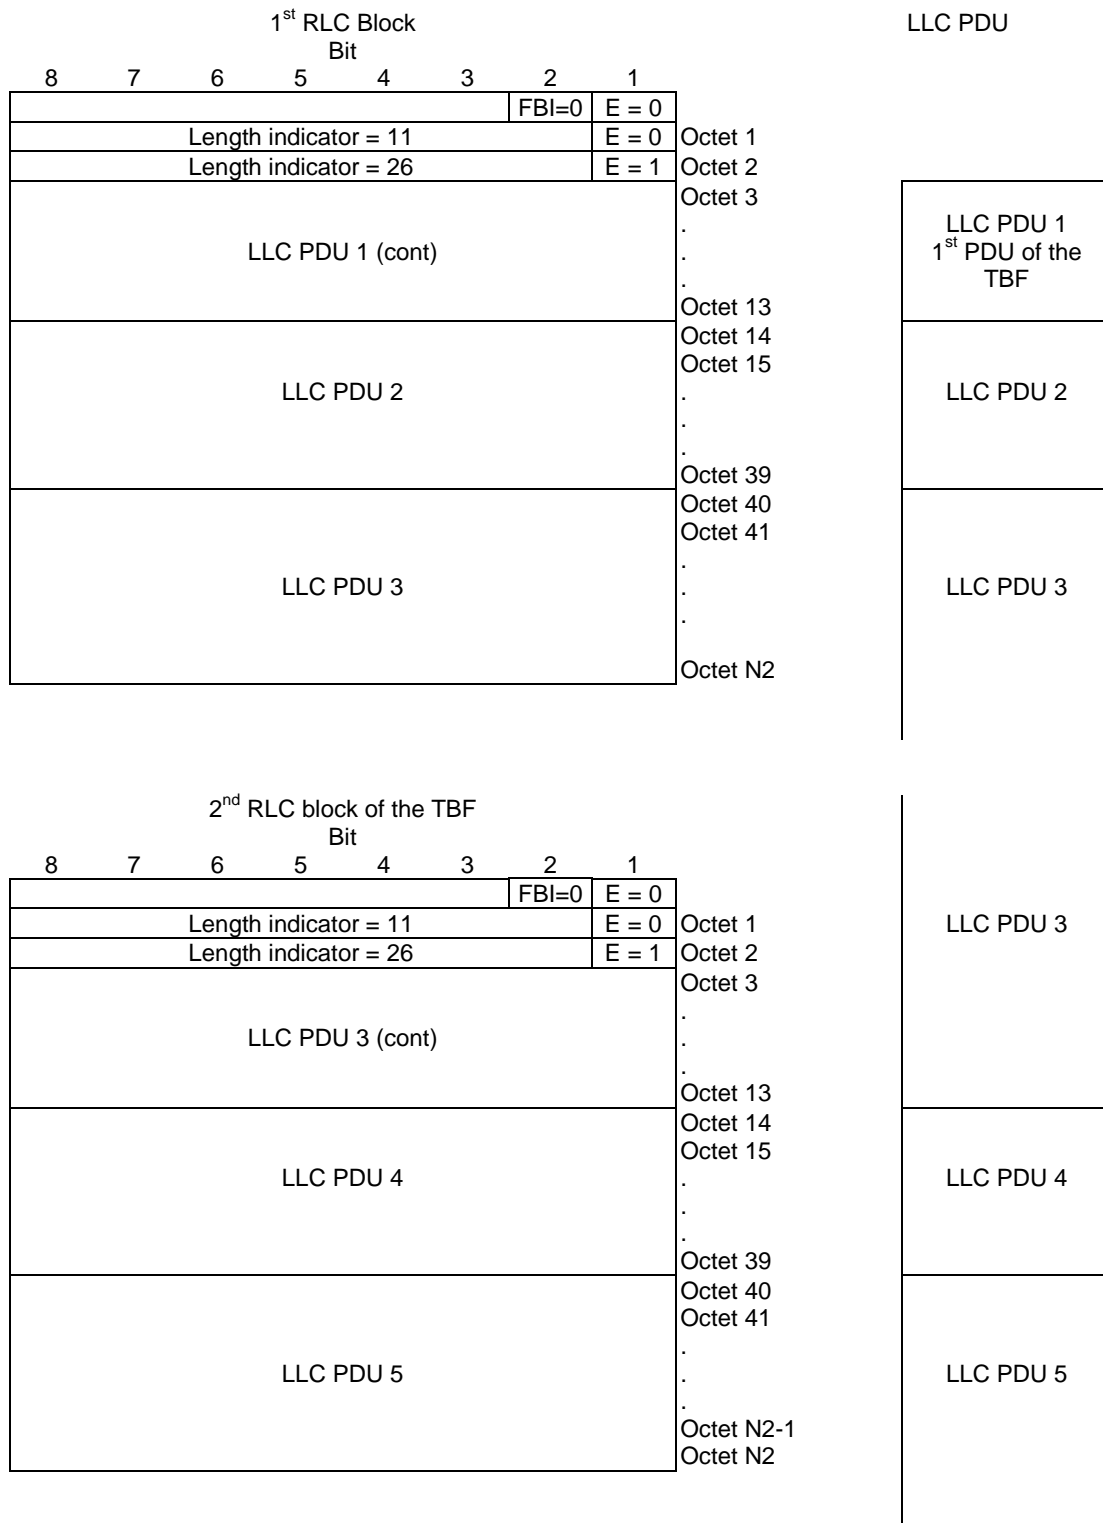 1st RLC Block LLC PDU
Bit
8 7 6 5 4 3 2 1
FBI=0 E = 0
Length indicator = 11 E = 0 Octet 1
Length indicator = 26 E = 1 Octet 2
Octet 3
LLC PDU 1
.
1st PDU of the
LLC PDU 1 (cont) .
TBF
.
Octet 13
Octet 14
Octet 15
LLC PDU 2 . LLC PDU 2
.
.
Octet 39
Octet 40
Octet 41
.
LLC PDU 3 . LLC PDU 3
.
Octet N2
2nd RLC block of the TBF
Bit
8 7 6 5 4 3 2 1
FBI=0 E = 0
Length indicator = 11 E = 0 Octet 1 LLC PDU 3
Length indicator = 26 E = 1 Octet 2
Octet 3
.
LLC PDU 3 (cont) .
.
Octet 13
Octet 14
Octet 15
LLC PDU 4 . LLC PDU 4
.
.
Octet 39
Octet 40
Octet 41
.
LLC PDU 5 . LLC PDU 5
.
Octet N2-1
Octet N2